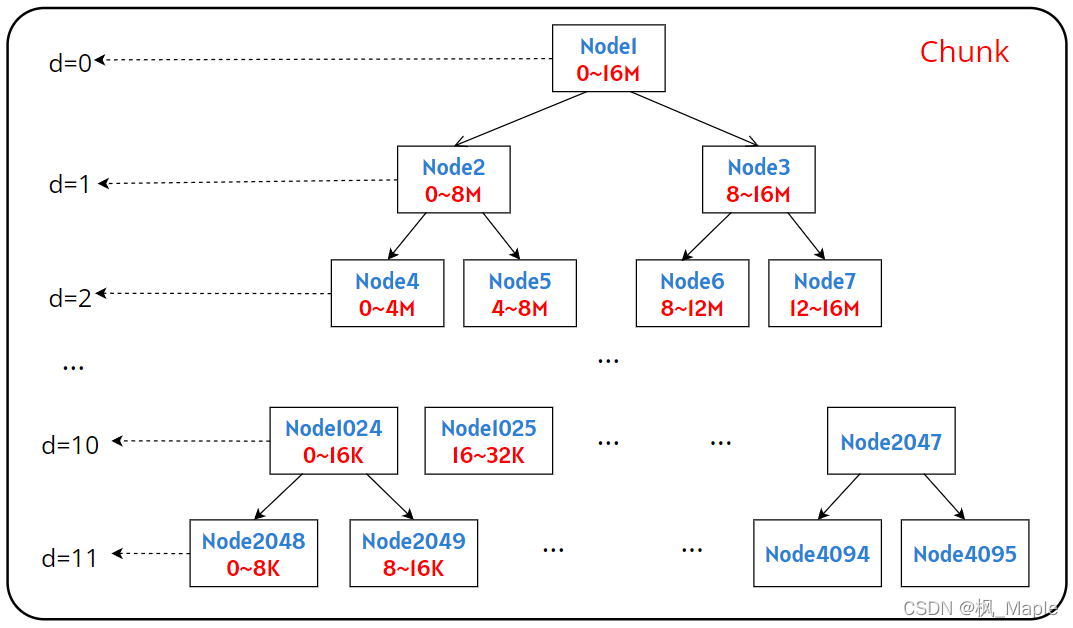 Chunk
d=0
Node1
0~16M
d=1
Node2
0~8M
Node3
8~16M
d=2
Node4
0~4M
Node5
4~8M
Node6
8~12M
Node7
12~16M
...
...
d=10
Node1024
0~16K
Node1025
16~32K
...
...
Node2047
d=11
Node2048
0~8K
Node2049
8~16K
...
...
Node4094
Node4095
CSDN @枫_Maple